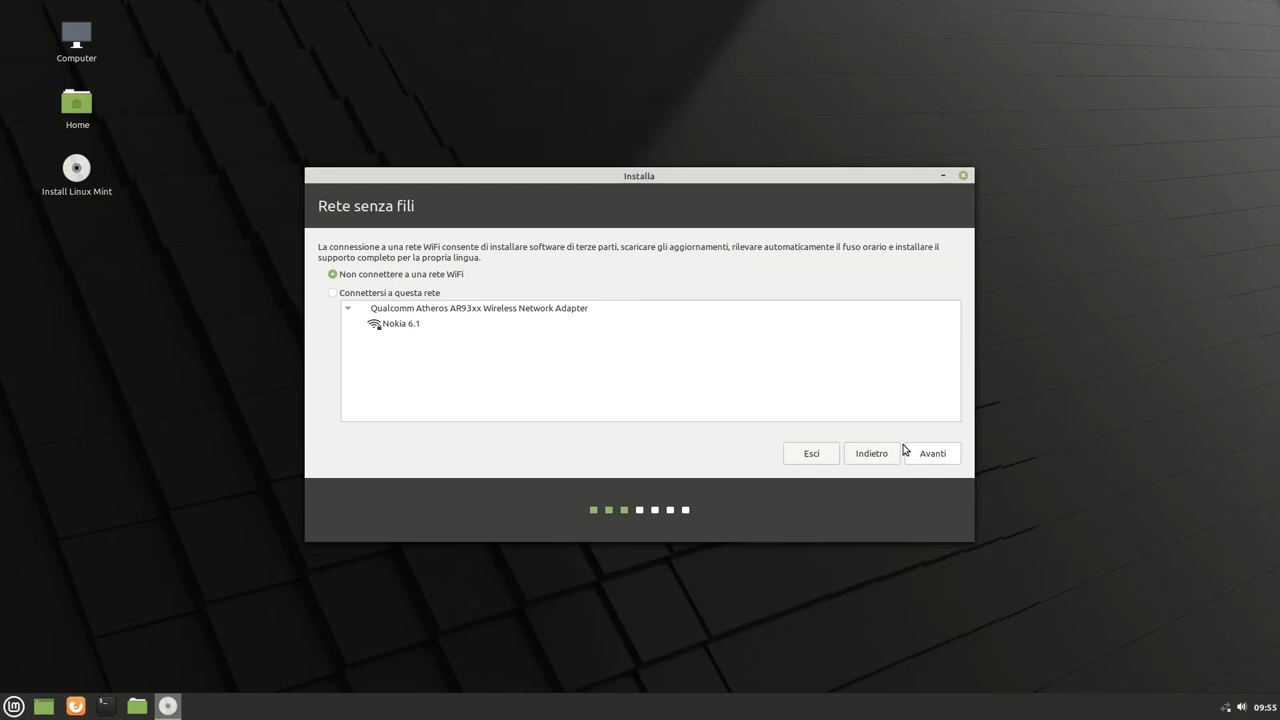 Computer
Home
Install Linux Mint
Installa
Rete senza fili
La connessione a una rete WiFi consente di installare software di terze parti, scaricare gli aggiornamenti, rilevare automaticamente il fuso orario e installare il
supporto completo per la propria lingua.
Non connettere a una rete WiFi
Connettersi a questa rete
Qualcomm Atheros AR93xx Wireless Network Adapter
Nokia 6.1
Esci
Indietro
Avanti
09:55